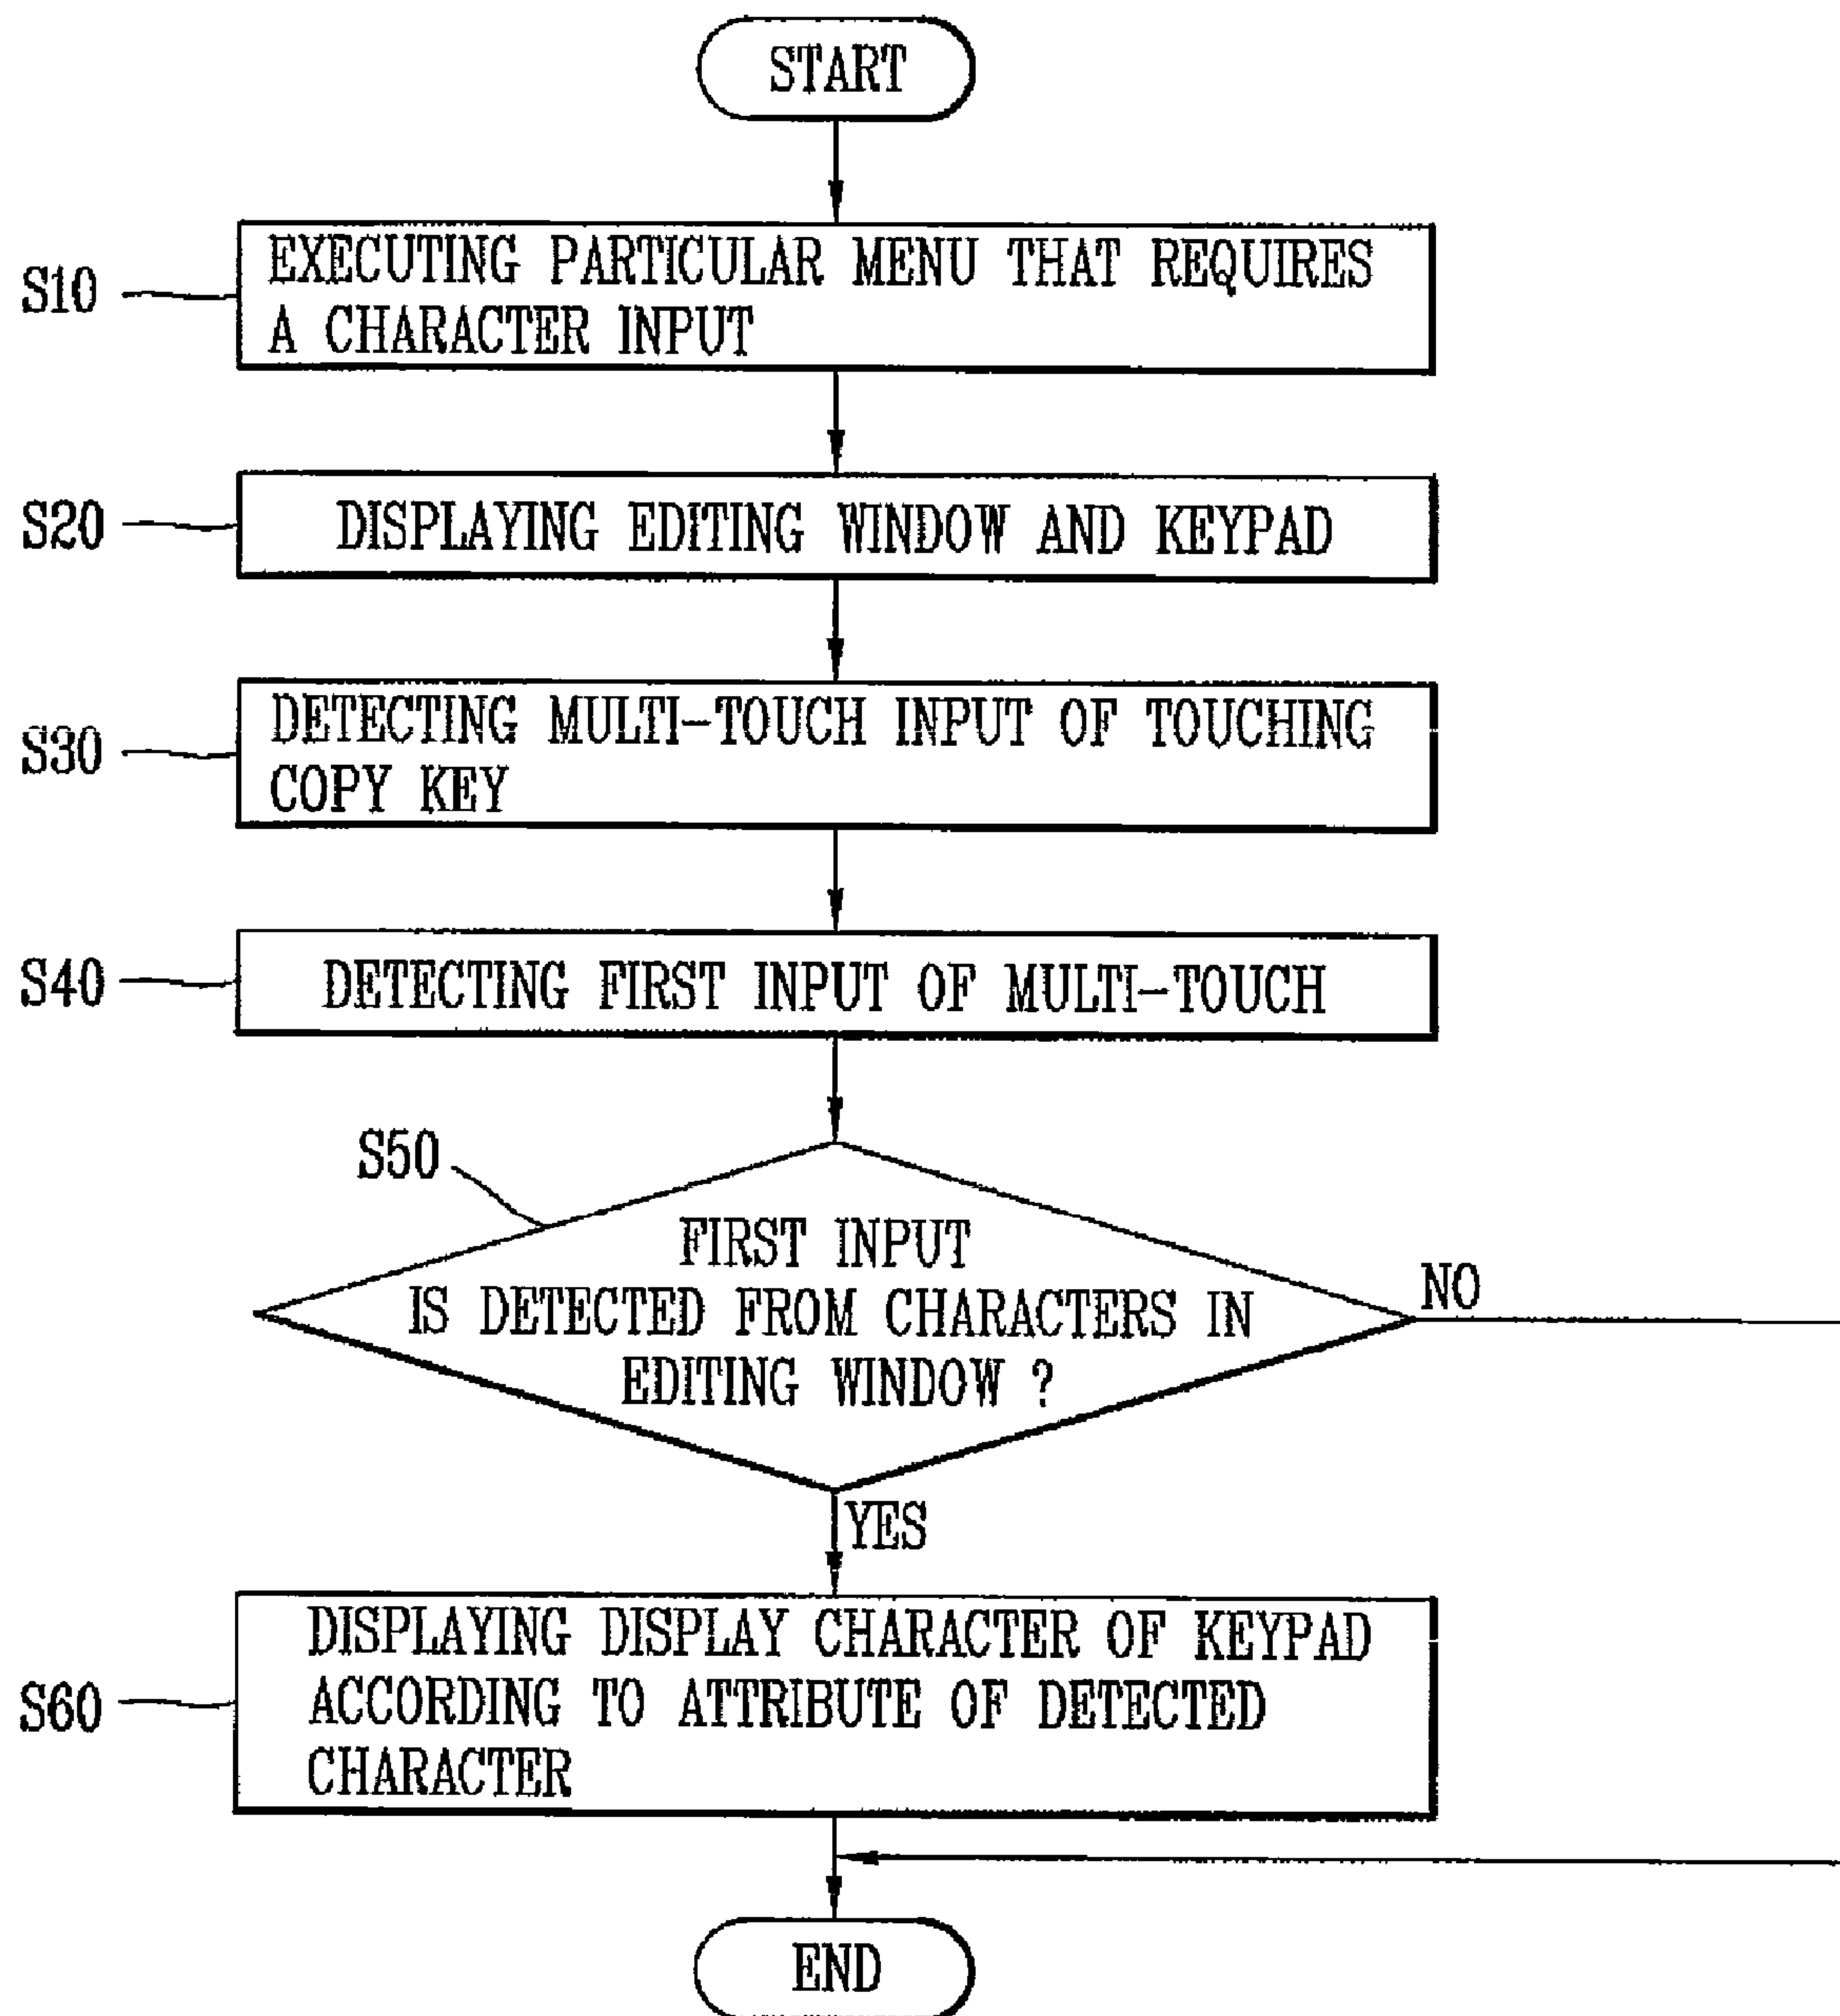 START
S10
EXECUTING PARTICULAR MENU THAT REQUIRES
A CHARACTER INPUT
S20
DISPLAYING EDITING WINDOW AND KEYPAD
S30
DETECTING MULTI-TOUCH INPUT OF TOUCHING
COPY KEY
S40
DETECTING FIRST INPUT OF MULTI-TOUCH
S50
FIRST INPUT
IS DETECTED FROM CHARACTERS IN
EDITING WINDOW ?
NO
YES
S60
DISPLAYING DISPLAY CHARACTER OF KEYPAD
ACCORDING TO ATTRIBUTE OF DETECTED
CHARACTER
END